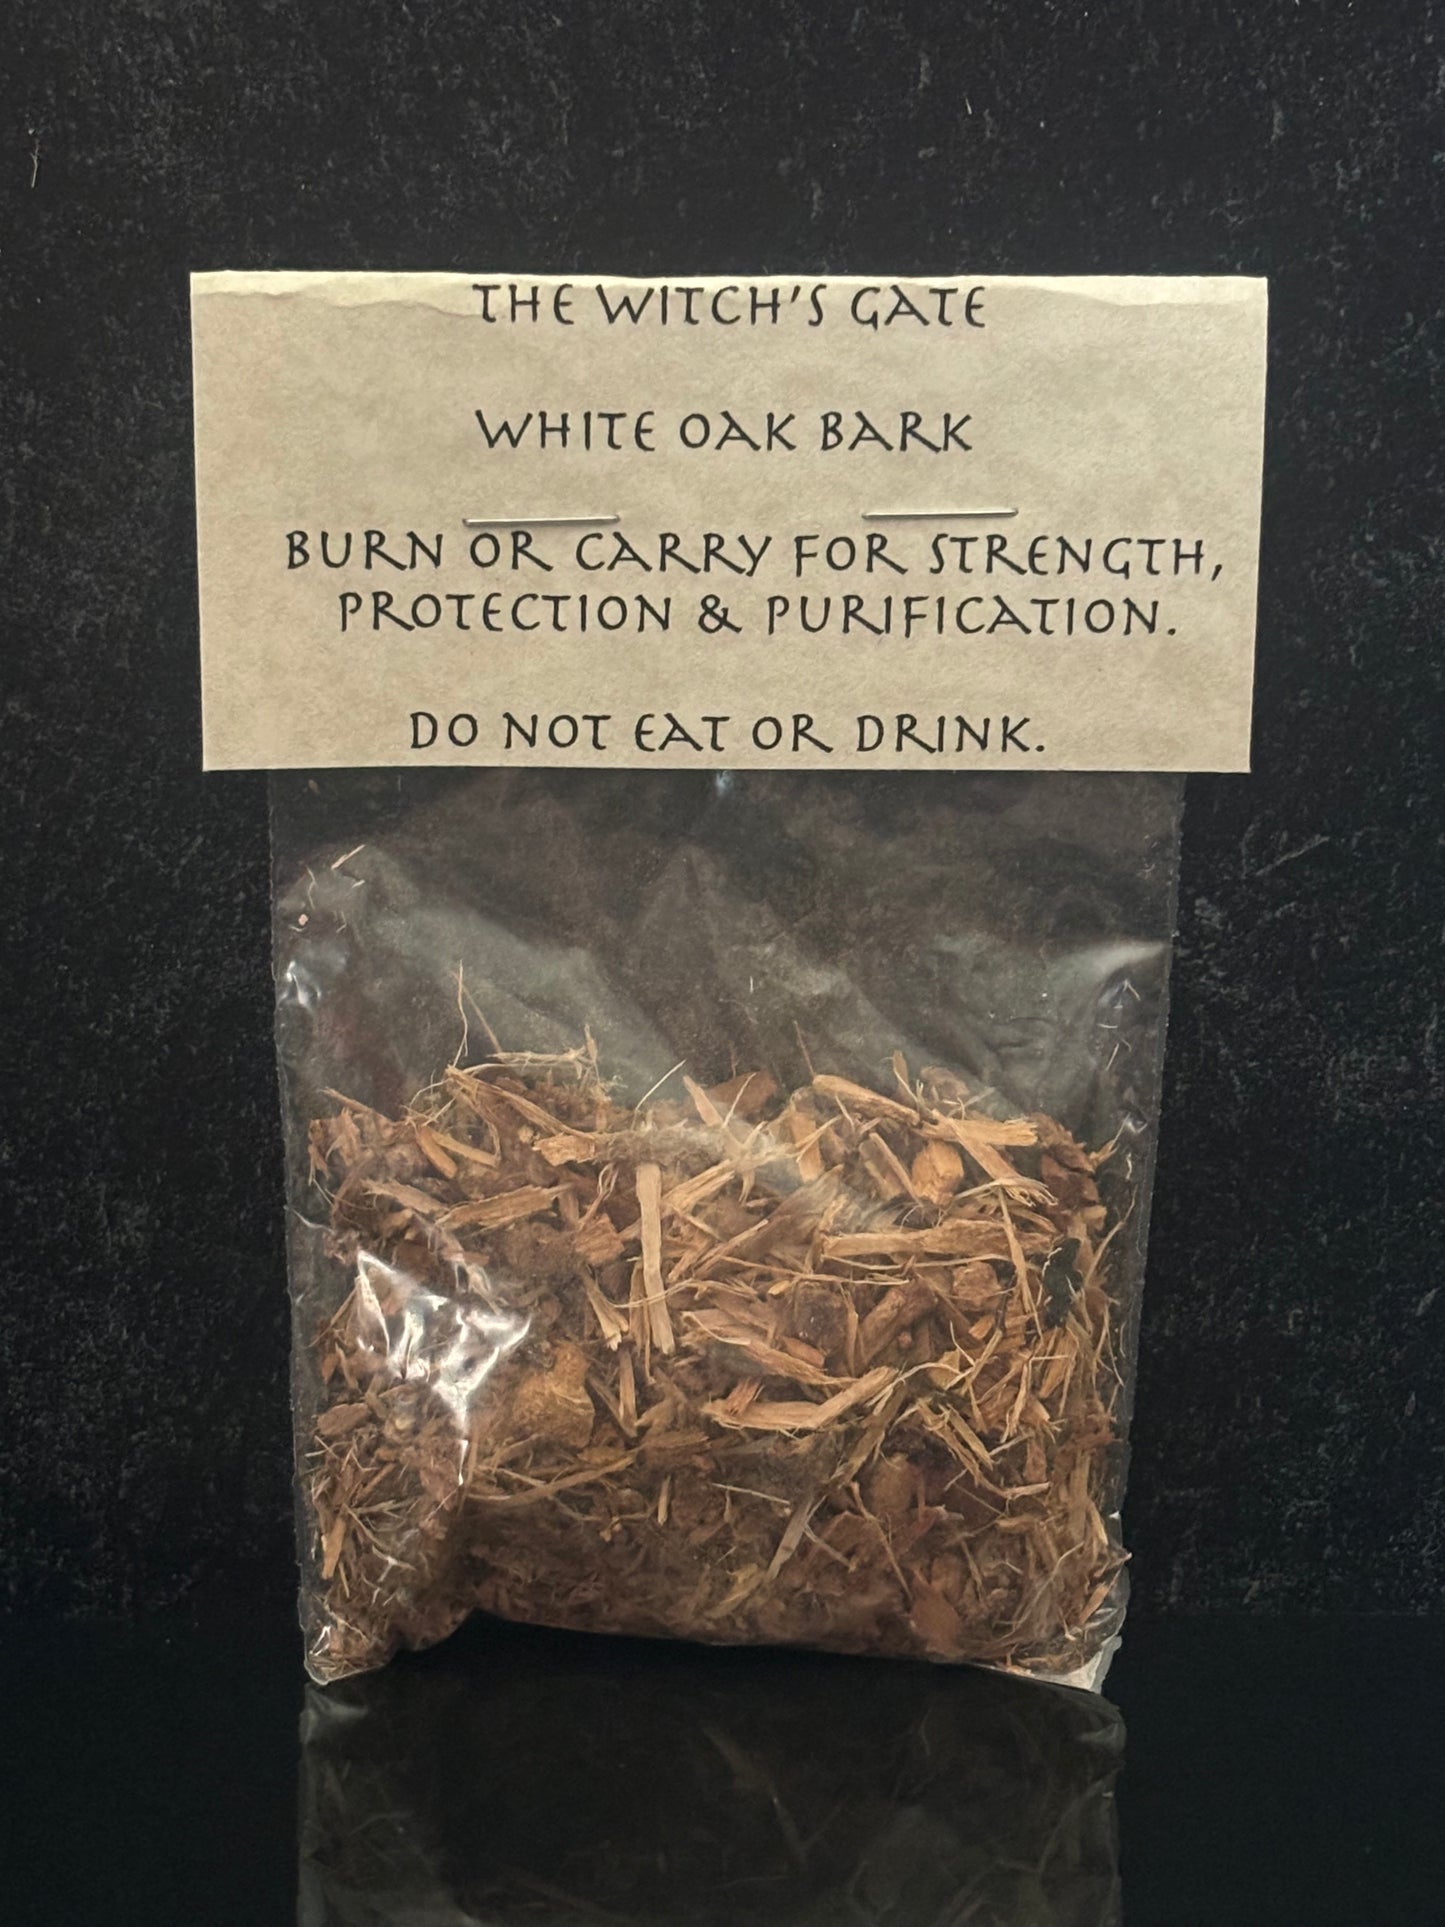 THE WITCH'S GATE
WHITE OAK BARK
BURN OR CARRY FOR STRENGTH,
PROTECTION & PURIFICATION.
DO NOT EAT OR DRINK.